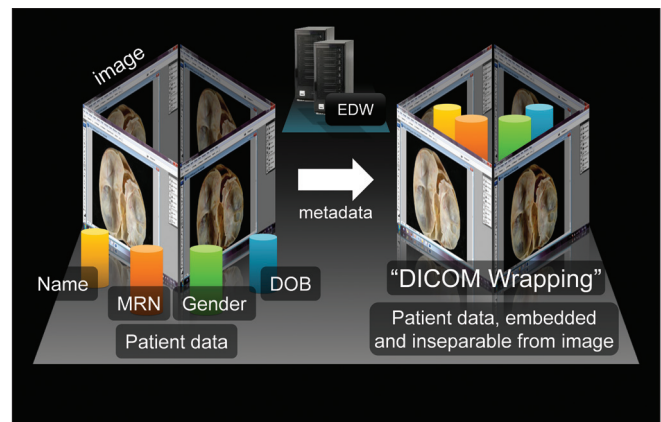 image
EDW
metadata
Name
MRN
Gender
DOB
Patient data
“DICOM Wrapping”
Patient data, embedded
and inseparable from image